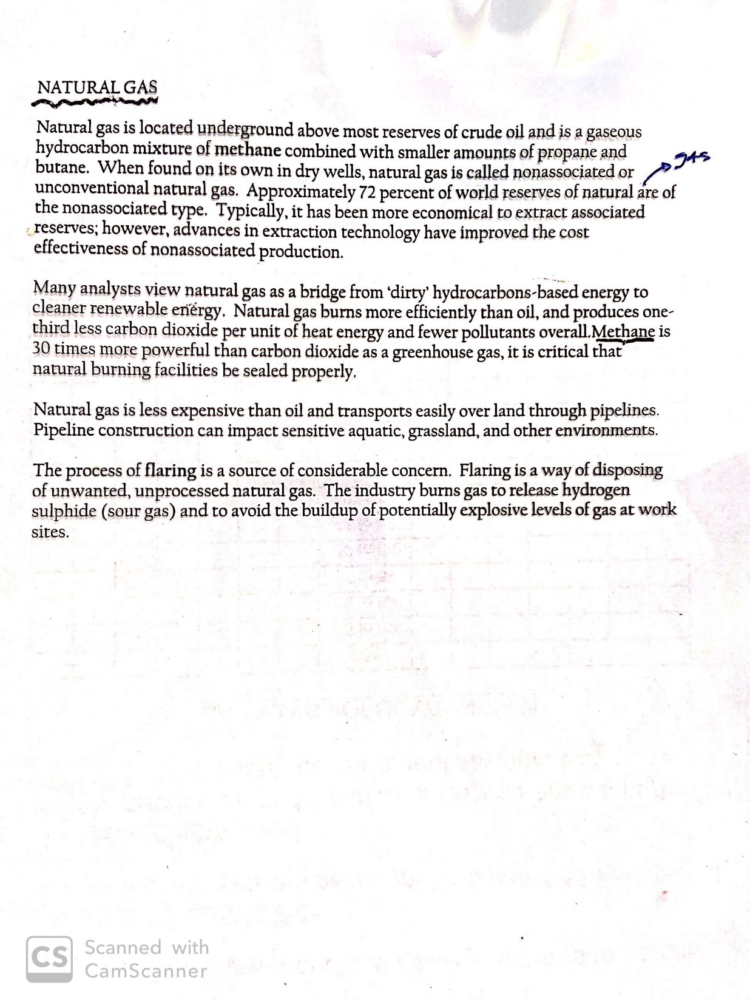 NATURAL GAS
Natural gas is located underground above most reserves of crude oil and is a gaseous
hydrocarbon mixture of methane combined with smaller amounts of propane and
butane. When found on its own in dry wells, natural gas is called nonassociated or
gas
unconventional natural gas. Approximately 72 percent of world reserves of natural are of
the nonassociated type. Typically, it has been more economical to extract associated
reserves; however, advances in extraction technology have improved the cost
effectiveness of nonassociated production.
Many analysts view natural gas as a bridge from ‘dirty’ hydrocarbons-based energy to
cleaner renewable energy. Natural gas burns more efficiently than oil, and produces one-
third less carbon dioxide per unit of heat energy and fewer pollutants overall.Methane is
30 times more powerful than carbon dioxide as a greenhouse gas, it is critical that
natural burning facilities be sealed properly.
Natural gas is less expensive than oil and transports easily over land through pipelines.
Pipeline construction can impact sensitive aquatic, grassland, and other environments.
The process of flaring is a source of considerable concern. Flaring is a way of disposing
of unwanted, unprocessed natural gas. The industry burns gas to release hydrogen
sulphide (sour gas) and to avoid the buildup of potentially explosive levels of gas at work
sites.
CS
Scanned with
CamScanner